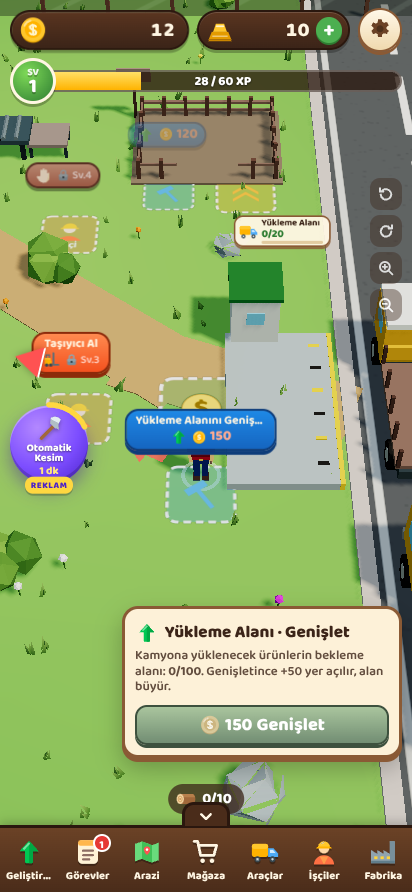 12
10
SV
1
28 / 60 XP
120
Sv.4
Yükleme Alanı
0/20
Taşıyıcı Al
Sv.3
Yükleme Alanını Geniş...
150
Otomatik
Kesim
1 dk
REKLAM
Yükleme Alanı · Genişlet
Kamyona yüklenecek ürünlerin bekleme
alanı: 0/100. Genişletince +50 yer açılır, alan
büyür.
150 Genişlet
0/10
1
Geliştir...
Görevler
Arazi
Mağaza
Araçlar
İşçiler
Fabrika